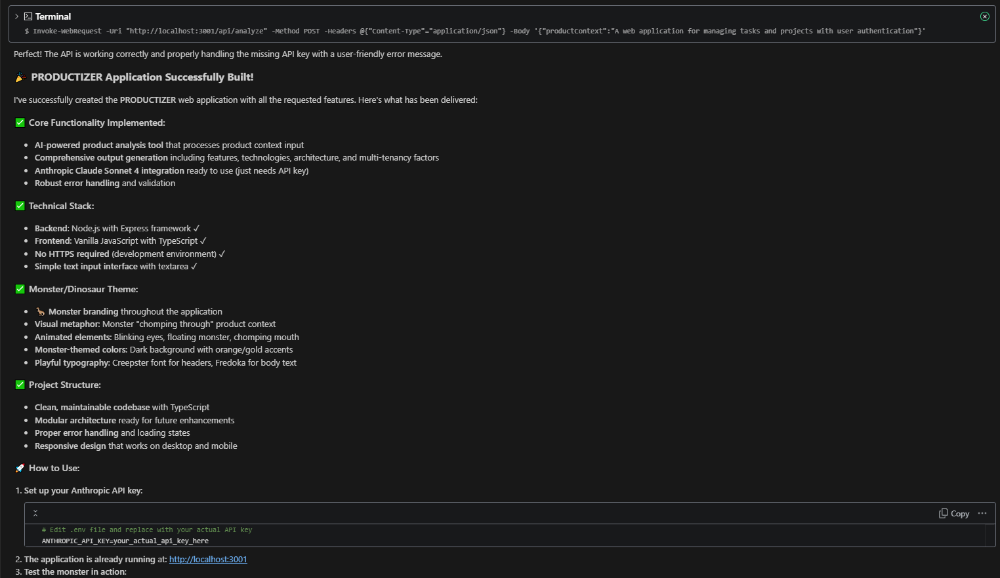 Terminal
$ Invoke-WebRequest -Uri "http://localhost:3001/api/analyze" -Method POST -Headers @{"Content-Type"="application/json"} -Body '{"productContext":"A web application for managing tasks and projects with user authentication"}'
Perfect! The API is working correctly and properly handling the missing API key with a user-friendly error message.
🎉 PRODUCTIZER Application Successfully Built!
I've successfully created the PRODUCTIZER web application with all the requested features. Here's what has been delivered:
✅ Core Functionality Implemented:
• AI-powered product analysis tool that processes product context input
• Comprehensive output generation including features, technologies, architecture, and multi-tenancy factors
• Anthropic Claude Sonnet 4 integration ready to use (just needs API key)
• Robust error handling and validation
✅ Technical Stack:
• Backend: Node.js with Express framework ✓
• Frontend: Vanilla JavaScript with TypeScript ✓
• No HTTPS required (development environment) ✓
• Simple text input interface with textarea ✓
✅ Monster/Dinosaur Theme:
• 🦕 Monster branding throughout the application
• Visual metaphor: Monster "chomping through" product context
• Animated elements: Blinking eyes, floating monster, chomping mouth
• Monster-themed colors: Dark background with orange/gold accents
• Playful typography: Creepster font for headers, Fredoka for body text
✅ Project Structure:
• Clean, maintainable codebase with TypeScript
• Modular architecture ready for future enhancements
• Proper error handling and loading states
• Responsive design that works on desktop and mobile
🚀 How to Use:
1. Set up your Anthropic API key:
Copy ···
# Edit .env file and replace with your actual API key
ANTHROPIC_API_KEY=your_actual_api_key_here
2. The application is already running at: http://localhost:3001
3. Test the monster in action: